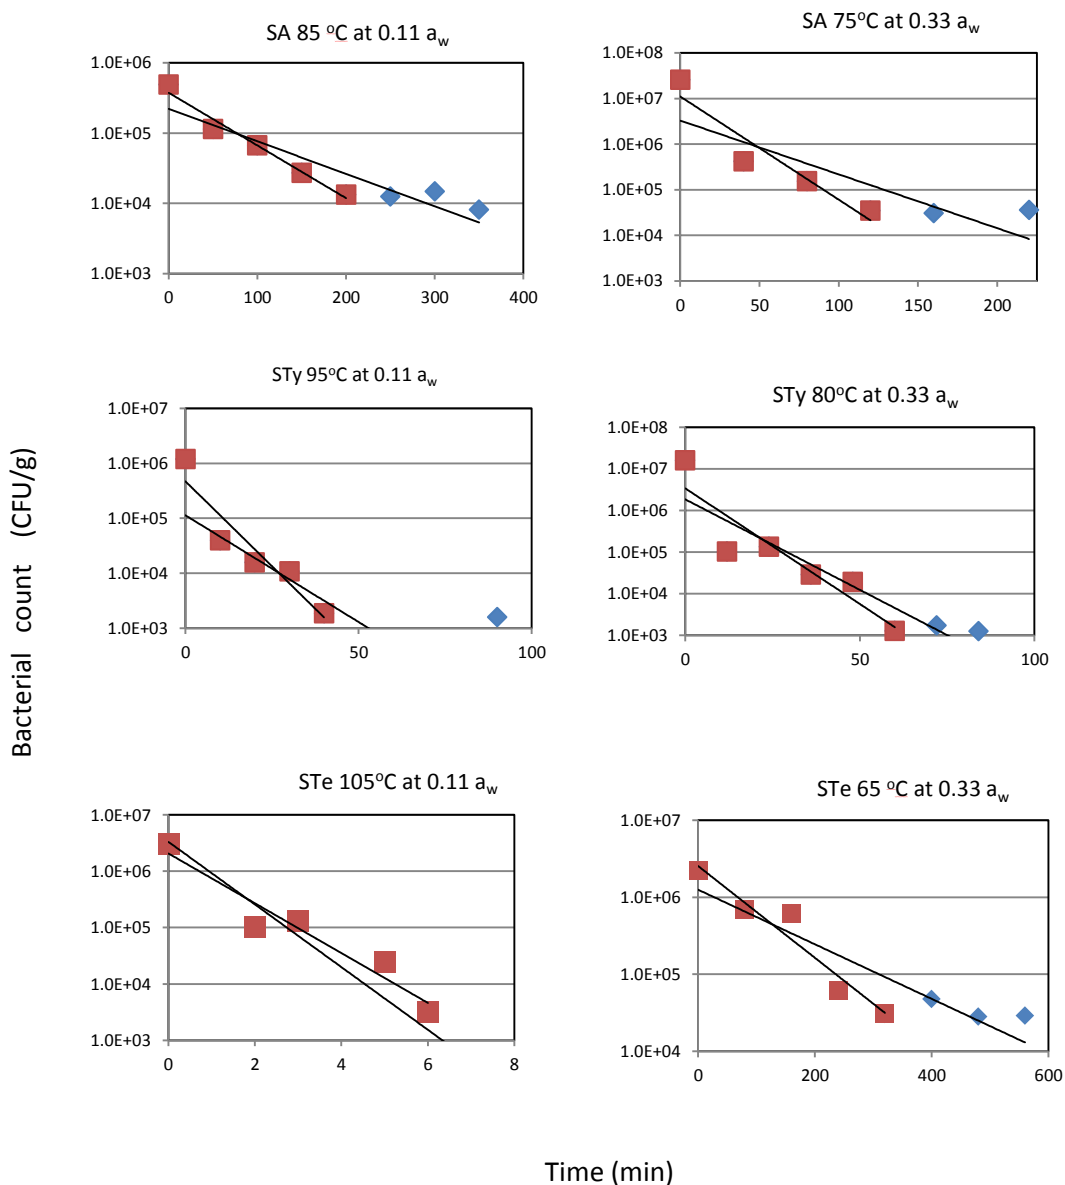 SA 85 ºC at 0.11 aw
1.0E+06
1.0E+05
1.0E+04
1.0E+03
0 100 200 300 400
SA 75ºC at 0.33 aw
1.0E+08
1.0E+07
1.0E+06
1.0E+05
1.0E+04
1.0E+03
0 50 100 150 200
STy 95ºC at 0.11 aw
1.0E+07
1.0E+06
1.0E+05
1.0E+04
1.0E+03
0 50 100
STy 80ºC at 0.33 aw
1.0E+08
1.0E+07
1.0E+06
1.0E+05
1.0E+04
1.0E+03
0 50 100
STe 105ºC at 0.11 aw
1.0E+07
1.0E+06
1.0E+05
1.0E+04
1.0E+03
0 2 4 6 8
STe 65 ºC at 0.33 aw
1.0E+07
1.0E+06
1.0E+05
1.0E+04
0 200 400 600
Bacterial count (CFU/g)
Time (min)